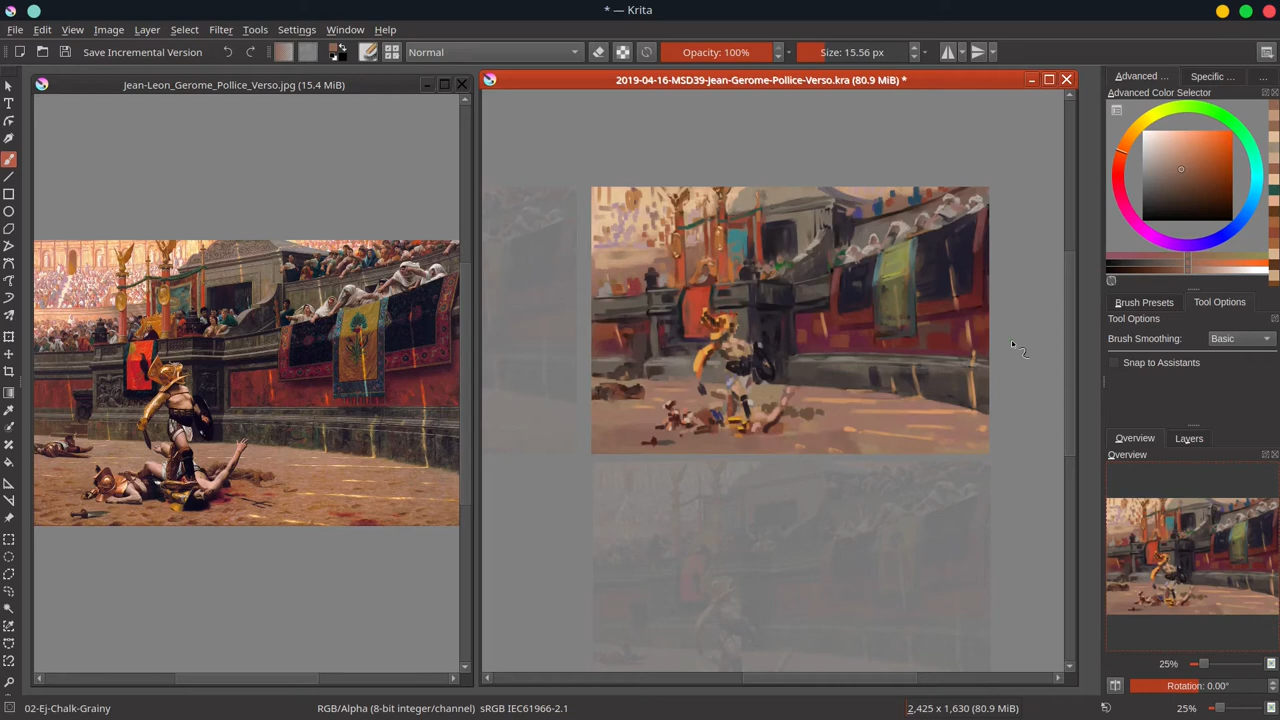 * — Krita
File Edit View Image Layer Select Filter Tools Settings Window Help
Save Incremental Version
Normal
Opacity: 100%
Size: 15.56 px
Jean-Leon_Gerome_Pollice_Verso.jpg (15.4 MiB)
2019-04-16-MSD39-Jean-Gerome-Pollice-Verso.kra (80.9 MiB) *
Advanced ...
Specific ...
...
Advanced Color Selector
Brush Presets
Tool Options
Tool Options
Brush Smoothing: Basic
Snap to Assistants
Overview
Layers
Overview
25%
Rotation: 0.00°
02-Ej-Chalk-Grainy
RGB/Alpha (8-bit integer/channel) sRGB IEC61966-2.1
2,425 x 1,630 (80.9 MiB)
25%